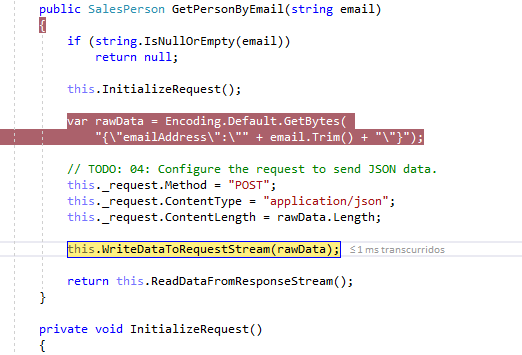 public SalesPerson GetPersonByEmail(string email)
{
if (string.IsNullOrEmpty(email))
return null;
this.InitializeRequest();
var rawData = Encoding.Default.GetBytes(
"{\"emailAddress\":\"" + email.Trim() + "\"}");
// TODO: 04: Configure the request to send JSON data.
this._request.Method = "POST";
this._request.ContentType = "application/json";
this._request.ContentLength = rawData.Length;
this.WriteDataToRequestStream(rawData); ≤ 1 ms transcurridos
return this.ReadDataFromResponseStream();
}
private void InitializeRequest()
{